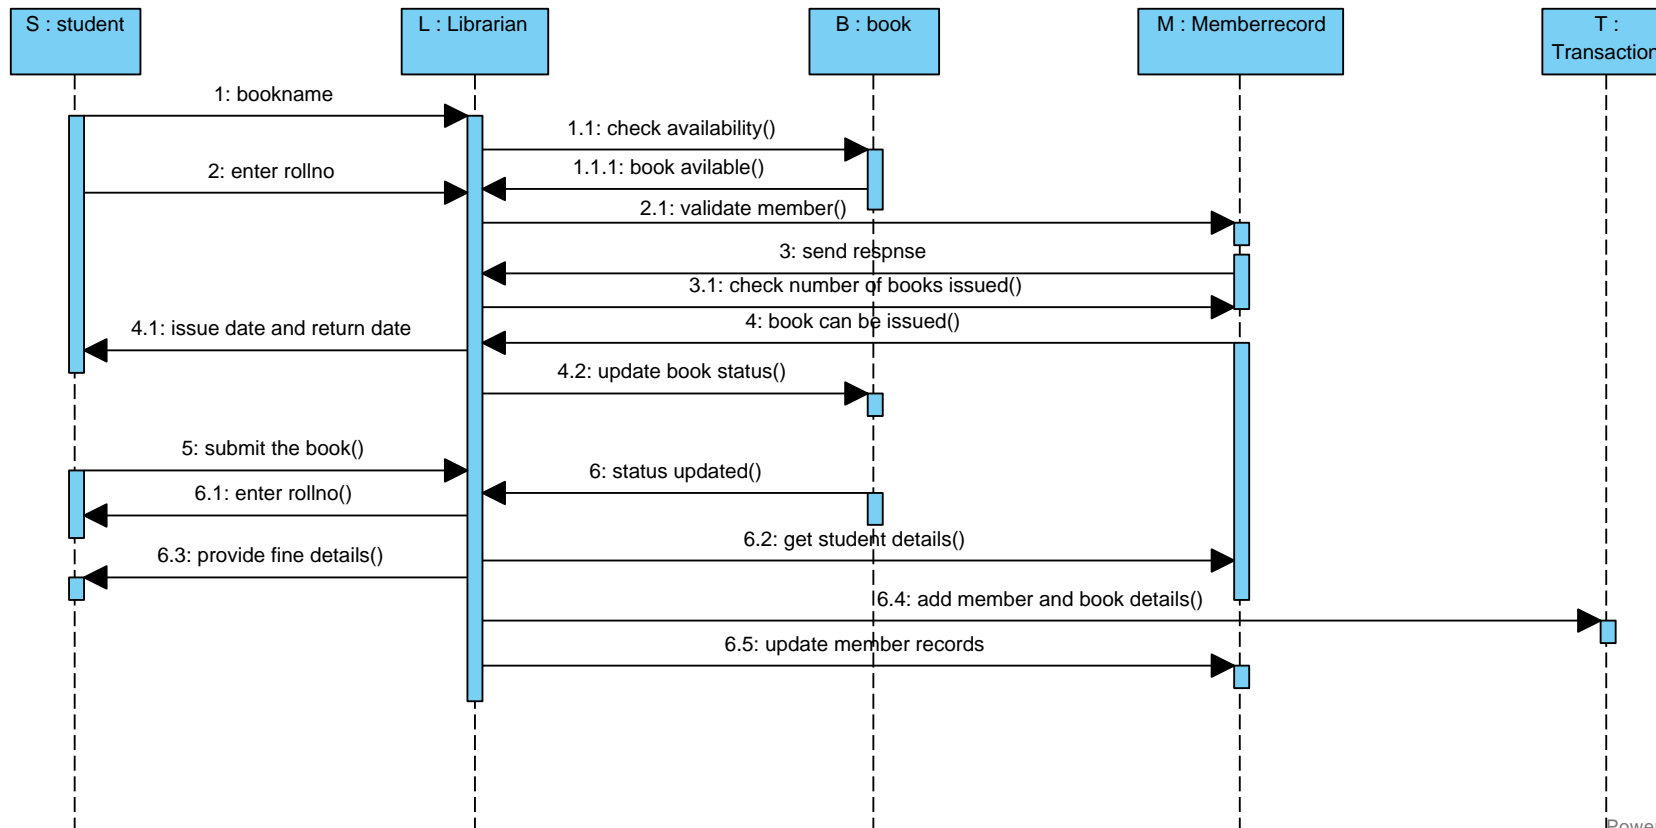 S : student
L : Librarian
B : book
M : Memberrecord
T :
Transaction
1: bookname
1.1: check availability()
2: enter rollno
1.1.1: book avilable()
2.1: validate member()
3: send respnse
3.1: check number of books issued()
4.1: issue date and return date
4: book can be issued()
4.2: update book status()
5: submit the book()
6: status updated()
6.1: enter rollno()
6.2: get student details()
6.3: provide fine details()
6.4: add member and book details()
6.5: update member records
Power